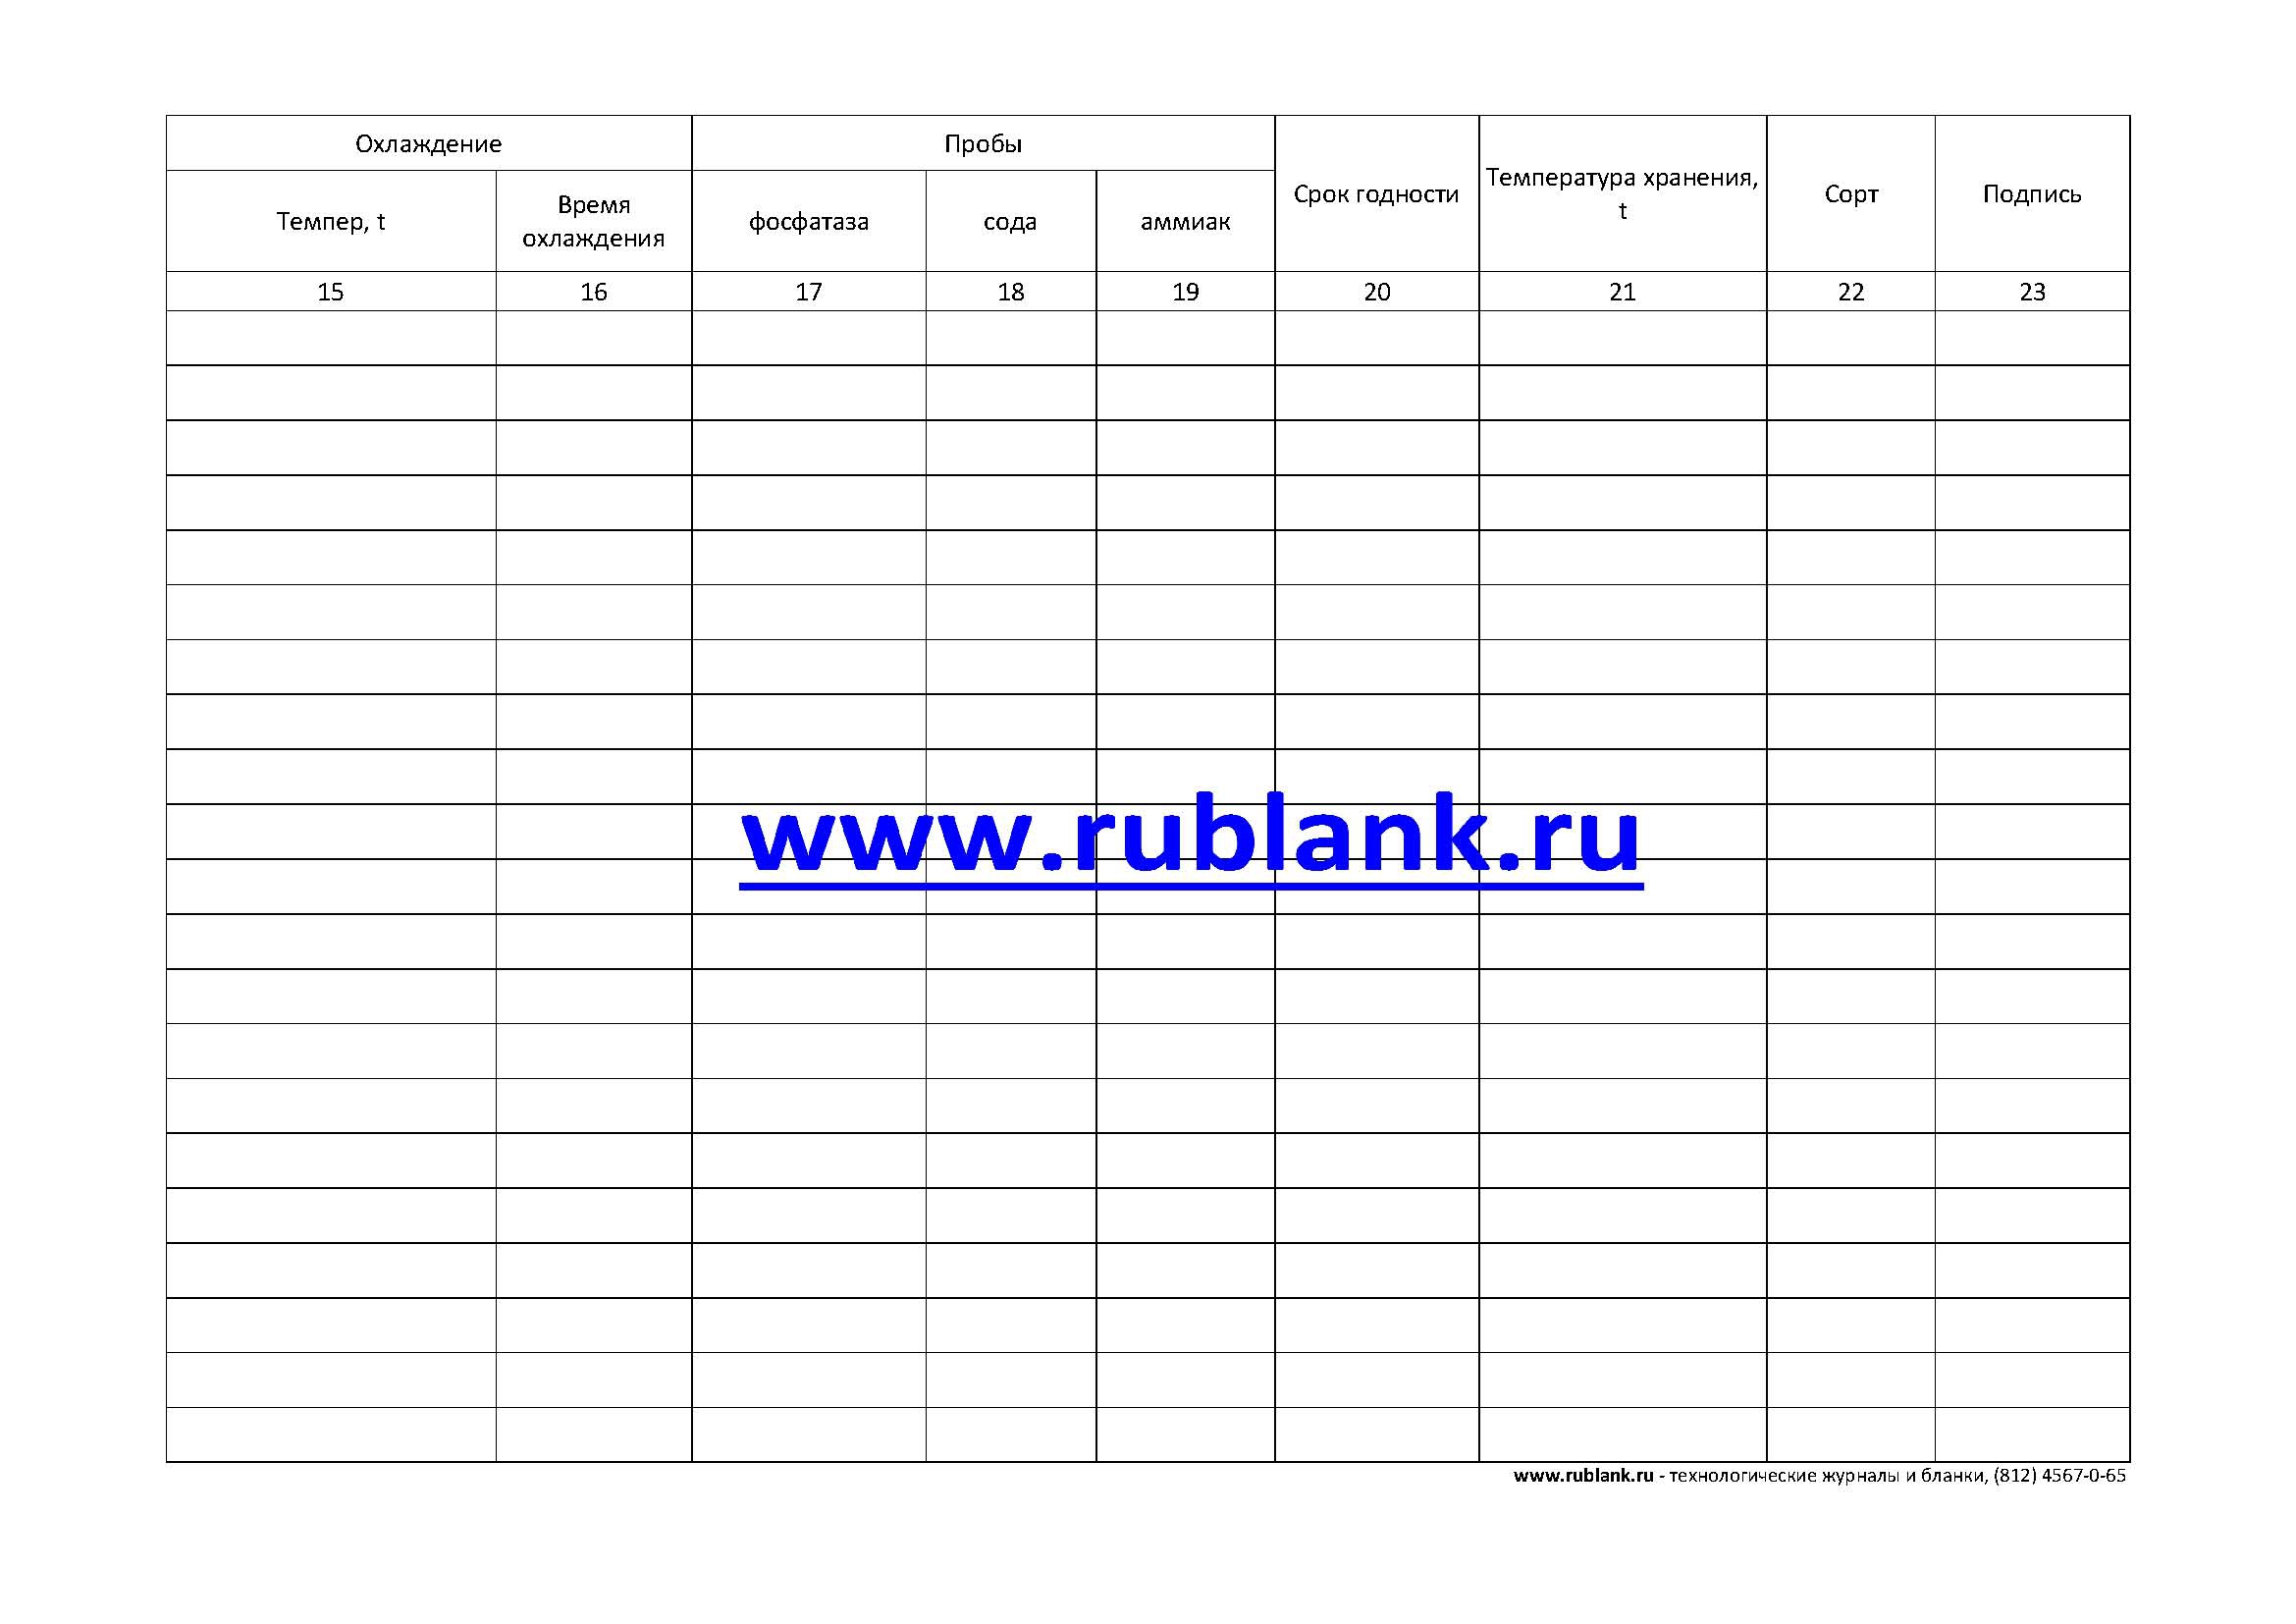 Охлаждение Пробы
Срок годности Температура хранения, t Сорт Подпись
Темпер, t Время охлаждения фосфатаза сода аммиак
15 16 17 18 19 20 21 22 23
www.rublank.ru
www.rublank.ru - технологические журналы и бланки, (812) 4567-0-65